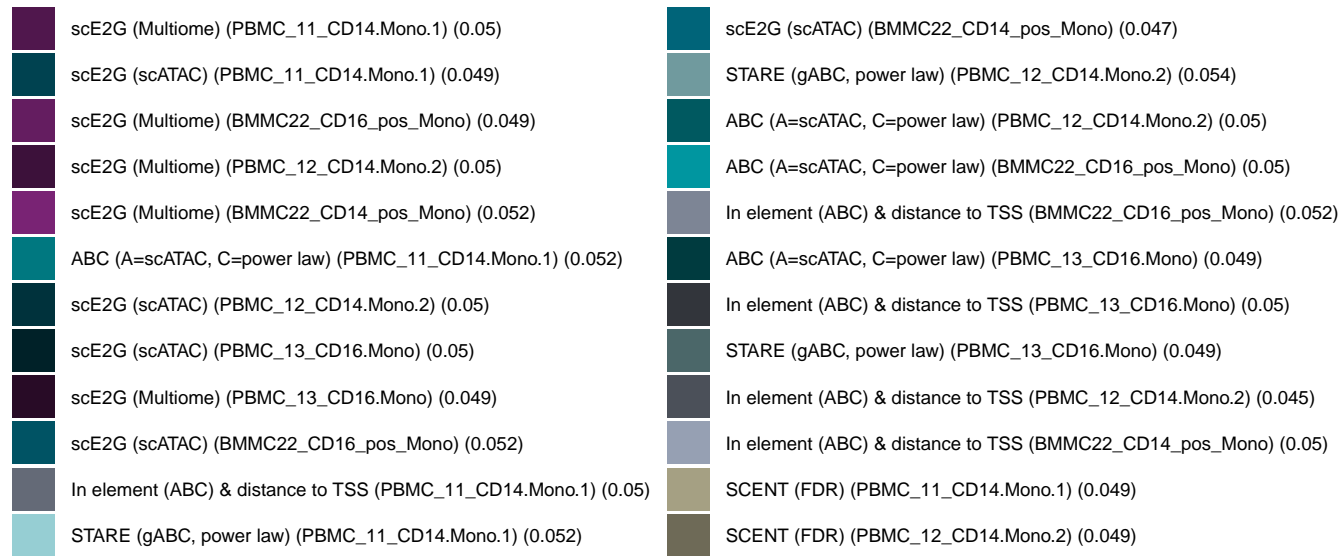 scE2G (Multiome) (PBMC_11_CD14.Mono.1) (0.05)
scE2G (scATAC) (PBMC_11_CD14.Mono.1) (0.049)
scE2G (Multiome) (BMMC22_CD16_pos_Mono) (0.049)
scE2G (Multiome) (PBMC_12_CD14.Mono.2) (0.05)
scE2G (Multiome) (BMMC22_CD14_pos_Mono) (0.052)
ABC (A=scATAC, C=power law) (PBMC_11_CD14.Mono.1) (0.052)
scE2G (scATAC) (PBMC_12_CD14.Mono.2) (0.05)
scE2G (scATAC) (PBMC_13_CD16.Mono) (0.05)
scE2G (Multiome) (PBMC_13_CD16.Mono) (0.049)
scE2G (scATAC) (BMMC22_CD16_pos_Mono) (0.052)
In element (ABC) & distance to TSS (PBMC_11_CD14.Mono.1) (0.05)
STARE (gABC, power law) (PBMC_11_CD14.Mono.1) (0.052)
scE2G (scATAC) (BMMC22_CD14_pos_Mono) (0.047)
STARE (gABC, power law) (PBMC_12_CD14.Mono.2) (0.054)
ABC (A=scATAC, C=power law) (PBMC_12_CD14.Mono.2) (0.05)
ABC (A=scATAC, C=power law) (BMMC22_CD16_pos_Mono) (0.05)
In element (ABC) & distance to TSS (BMMC22_CD16_pos_Mono) (0.052)
ABC (A=scATAC, C=power law) (PBMC_13_CD16.Mono) (0.049)
In element (ABC) & distance to TSS (PBMC_13_CD16.Mono) (0.05)
STARE (gABC, power law) (PBMC_13_CD16.Mono) (0.049)
In element (ABC) & distance to TSS (PBMC_12_CD14.Mono.2) (0.045)
In element (ABC) & distance to TSS (BMMC22_CD14_pos_Mono) (0.05)
SCENT (FDR) (PBMC_11_CD14.Mono.1) (0.049)
SCENT (FDR) (PBMC_12_CD14.Mono.2) (0.049)